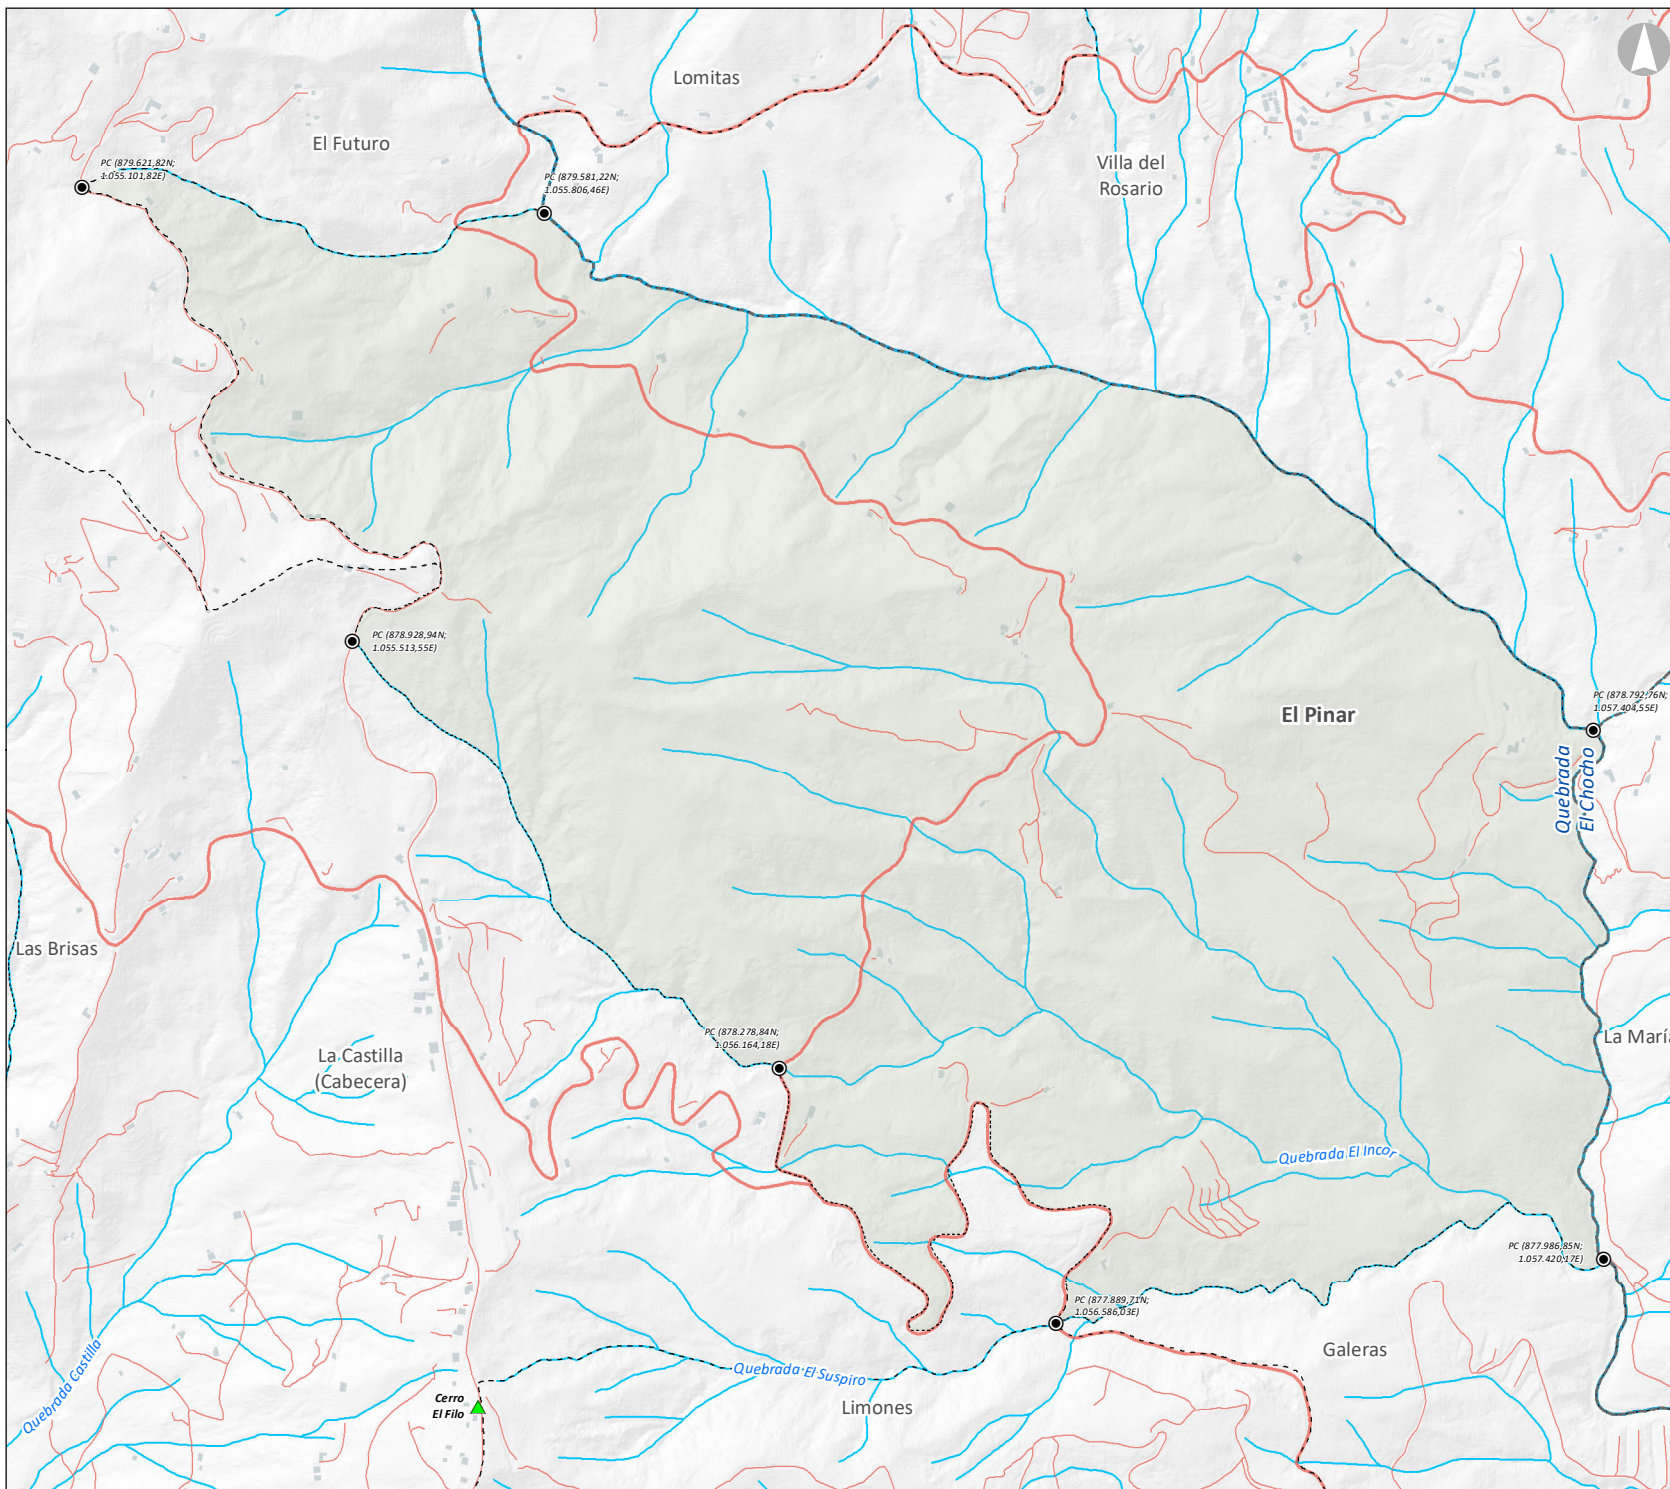 Lomitas
El Futuro
PC (879.621,82N;
1.055.101,82E)
PC (879.581,22N;
1.055.806,46E)
Villa del
Rosario
PC (878.928,94N;
1.055.513,55E)
El Pinar
PC (878.792,76N;
1.057.404,55E)
Quebrada
El Chocho
Las Brisas
La Castilla
(Cabecera)
PC (878.278,84N;
1.056.164,18E)
La María
Quebrada El Incor
PC (877.986,85N;
1.057.420,17E)
PC (877.889,71N;
1.056.586,03E)
Galeras
Quebrada El Suspiro
Limones
Cerro
El Filo
Quebrada Castilla